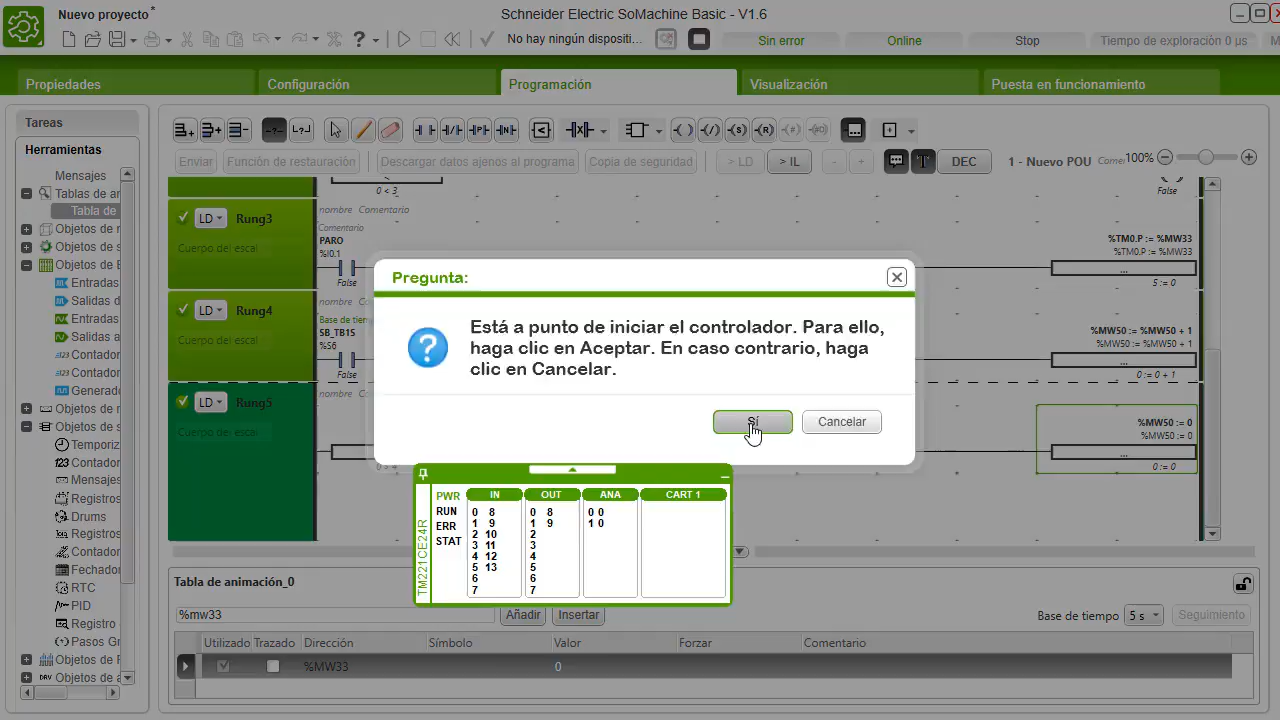 Nuevo proyecto *
Schneider Electric SoMachine Basic - V1.6
No hay ningún dispositi...
Sin error
Online
Stop
Tiempo de exploración 0 µs
Propiedades
Configuración
Programación
Visualización
Puesta en funcionamiento
Tareas
Herramientas
Mensajes
Tablas de ar
Tabla de
Objetos de r
Objetos de s
Objetos de E
Entradas
Salidas d
Entradas
Salidas a
Contador
Contador
Generado
Objetos de r
Objetos de s
Temporiz
Contador
Mensajes
Registros
Drums
Registros
Contador
Fechador
RTC
PID
Registro
Pasos Gr
Objetos de F
Objetos de a
Enviar
Función de restauración
Descargar datos ajenos al programa
Copia de seguridad
> LD
> IL
-
+
T
DEC
1 - Nuevo POU
Comer
100%
0 < 3
False
LD
Rung3
nombre Comentario
Cuerpo del escal
Comentario
PARO
%I0.1
False
%TM0.P := %MW33
%TM0.P := %MW33
...
5 := 0
LD
Rung4
nombre Co
Cuerpo del escal
Base de tien
SB_TB1S
%S6
False
%MW50 := %MW50 + 1
%MW50 := %MW50 + 1
...
0 := 0 + 1
LD
Rung5
nombre Co
Cuerpo del escal
%MW50 := 0
%MW50 := 0
...
0 := 0
Pregunta:
Está a punto de iniciar el controlador. Para ello,
haga clic en Aceptar. En caso contrario, haga
clic en Cancelar.
Sí
Cancelar
TM221CE24R
PWR
RUN
ERR
STAT
IN
0 8
1 9
2 10
3 11
4 12
5 13
6
7
OUT
0 8
1 9
2
3
4
5
6
7
ANA
0 0
1 0
CART 1
Tabla de animación_0
%mw33
Añadir
Insertar
Base de tiempo
5 s
Seguimiento
Utilizado
Trazado
Dirección
Símbolo
Valor
Forzar
Comentario
%MW33
0